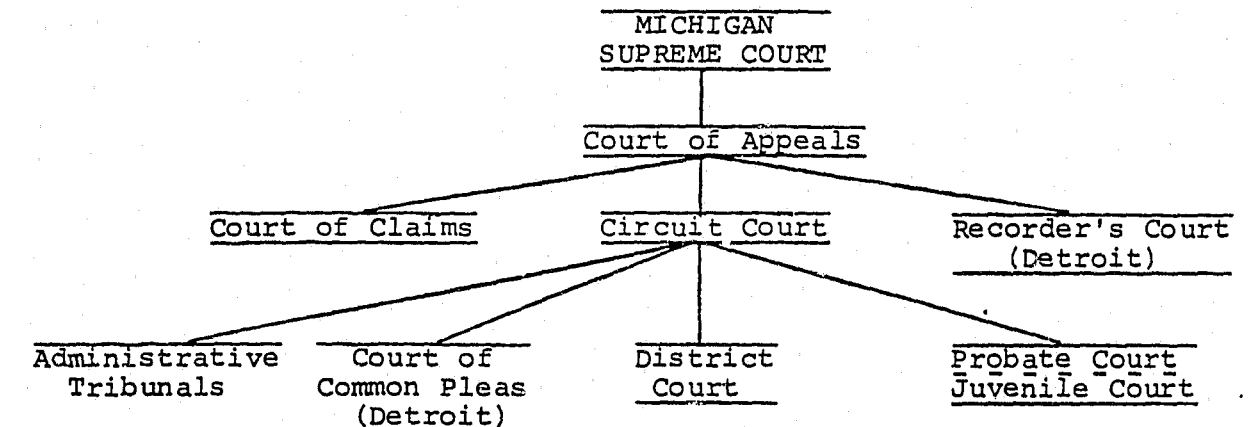 MICHIGAN
SUPREME COURT
Court of Appeals
Court of Claims
Circuit Court
Recorder's Court
(Detroit)
Administrative
Tribunals
Court of
Common Pleas
(Detroit)
District
Court
Probate Court
Juvenile Court